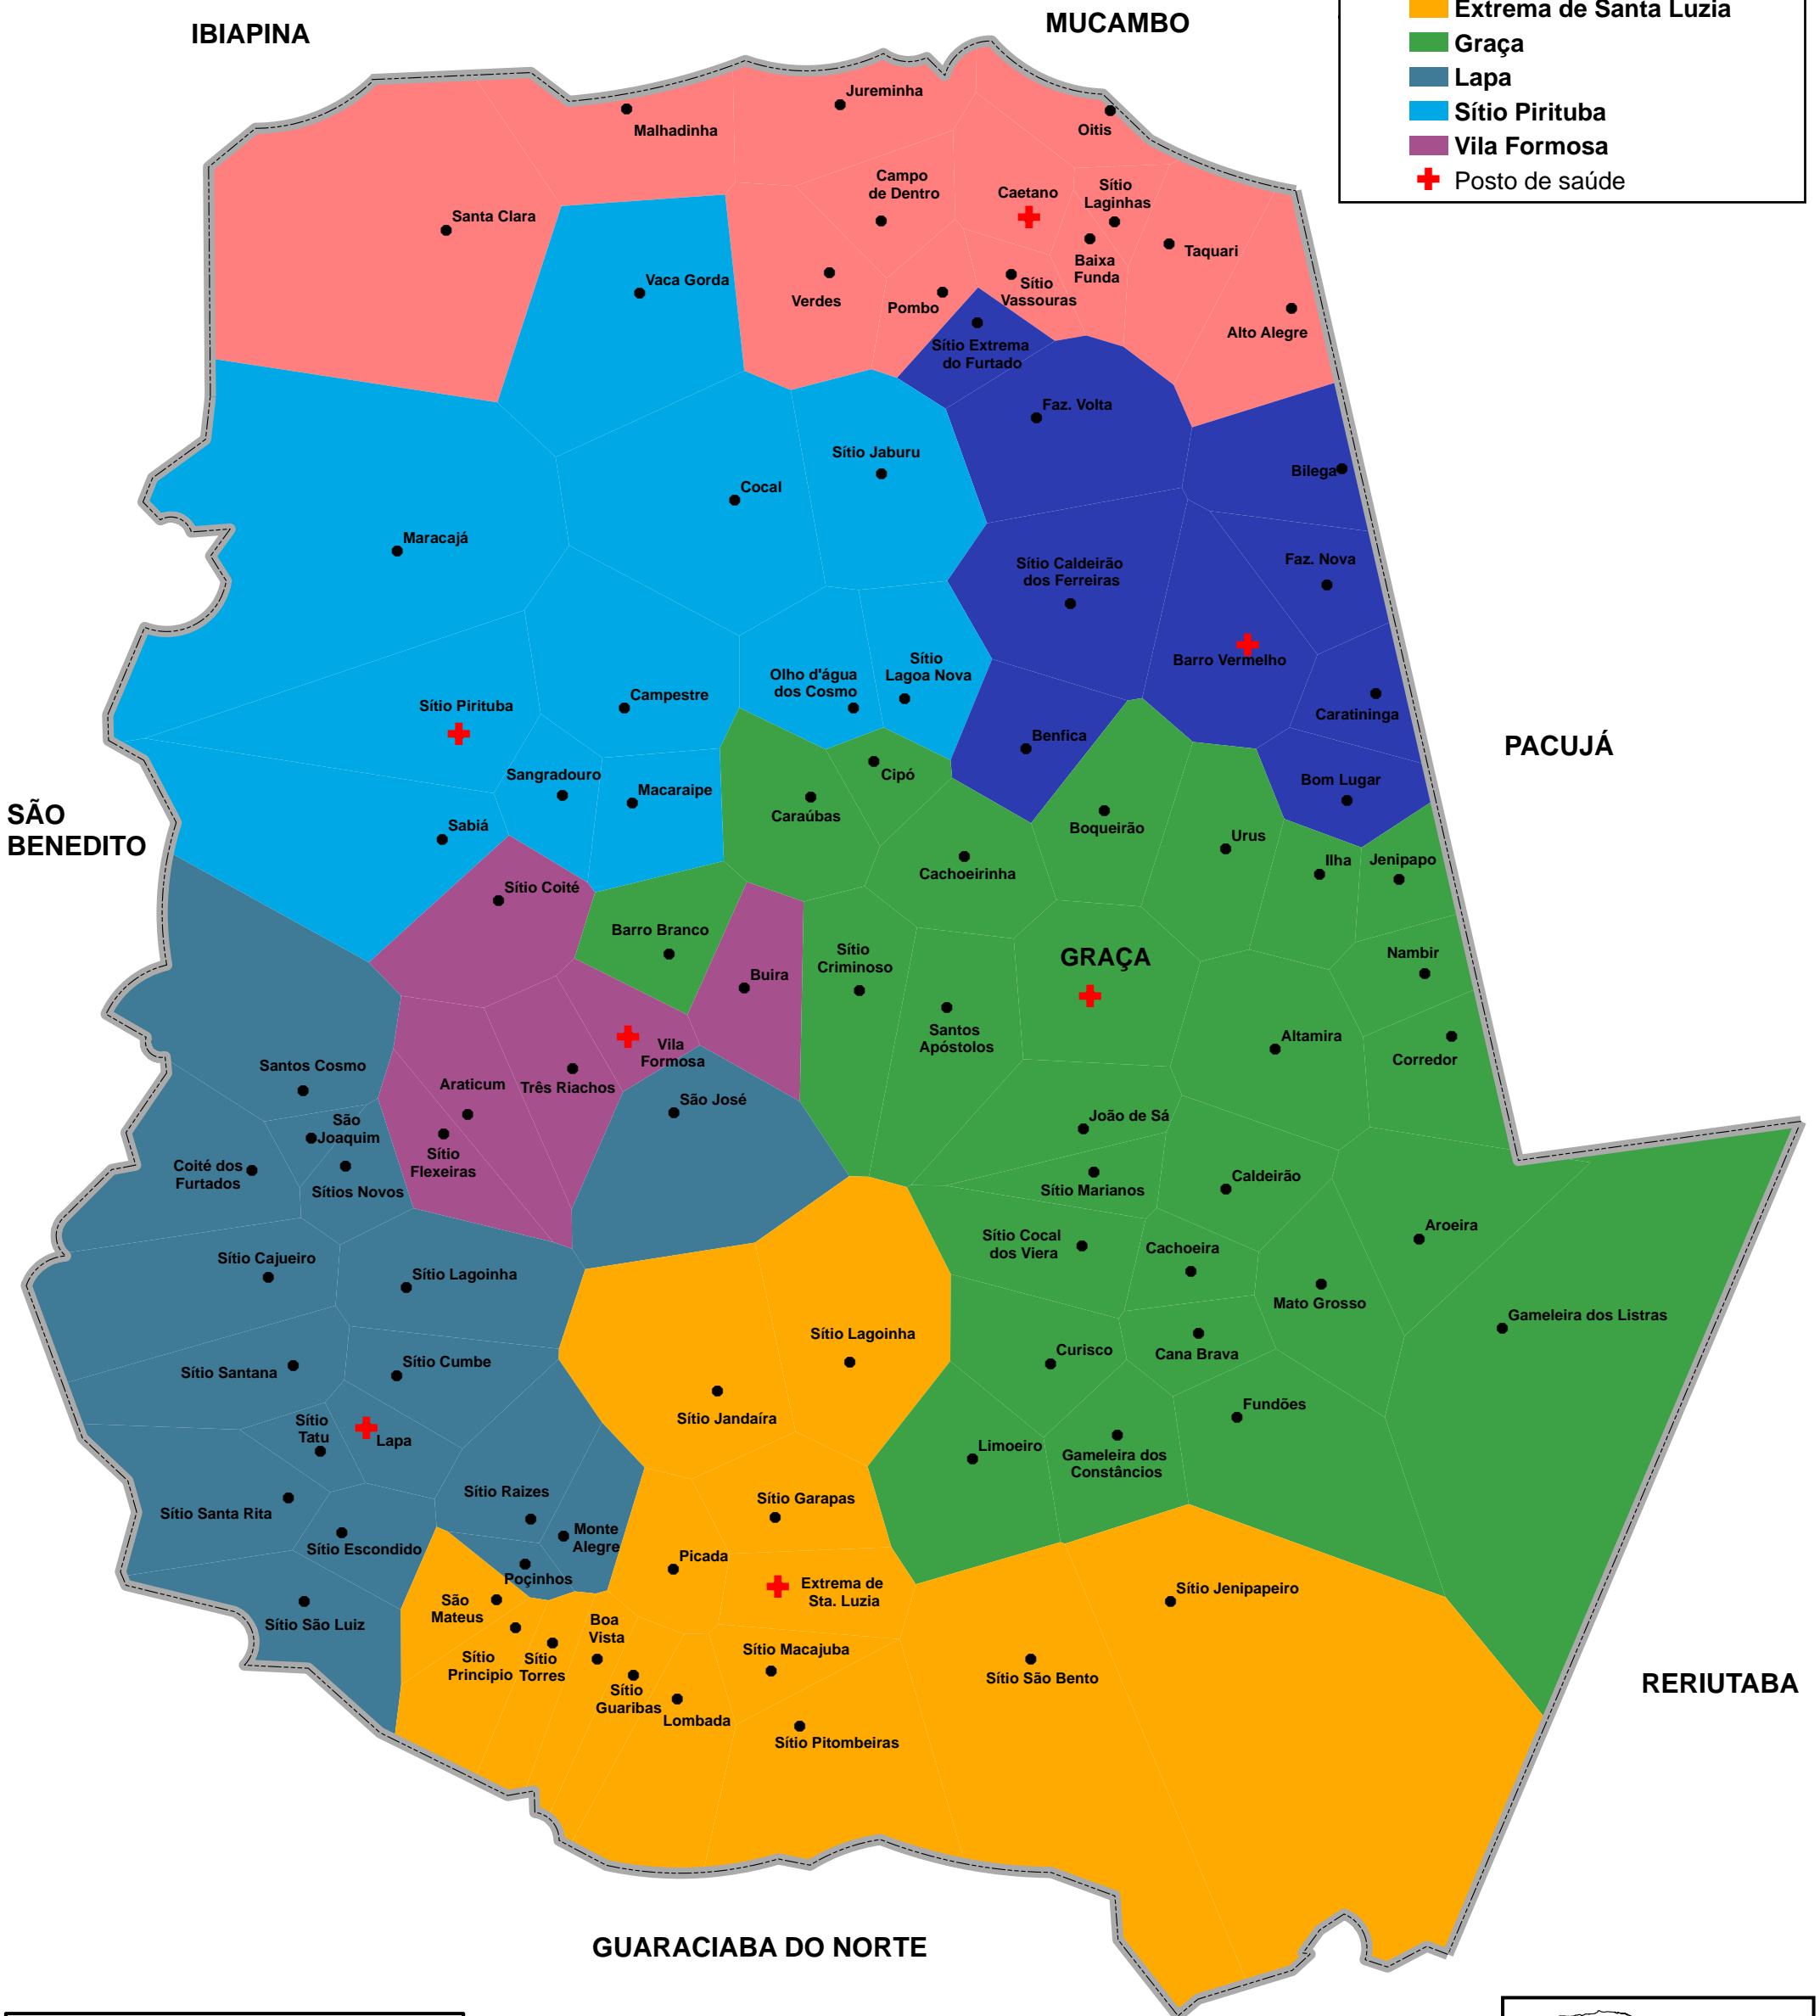 IBIAPINA
MUCAMBO
Extrema de Santa Luzia
Graça
Lapa
Sítio Pirituba
Vila Formosa
Posto de saúde
Jureminha
Malhadinha
Oitis
Campo
de Dentro
Caetano
Sítio
Laginhas
Santa Clara
Taquari
Baixa
Funda
Vaca Gorda
Sítio
Vassouras
Verdes
Pombo
Alto Alegre
Sítio Extrema
do Furtado
Faz. Volta
Sítio Jaburu
Bilega
Cocal
Maracajá
Faz. Nova
Sítio Caldeirão
dos Ferreiras
Barro Vermelho
Sítio
Lagoa Nova
Olho d'água
dos Cosmo
Campestre
Sítio Pirituba
Caratininga
Benfica
PACUJÁ
Cipó
Sangradouro
Bom Lugar
Macaraipe
SÃO
BENEDITO
Caraúbas
Sabiá
Boqueirão
Urus
Ilha
Jenipapo
Cachoeirinha
Sítio Coité
Barro Branco
Sítio
Criminoso
GRAÇA
Nambir
Buira
Santos
Apóstolos
Altamira
Vila
Formosa
Corredor
Santos Cosmo
Araticum
Três Riachos
São José
João de Sá
São
Joaquim
Sítio
Flexeiras
Coité dos
Furtados
Sítios Novos
Sítio Marianos
Caldeirão
Aroeira
Sítio Cocal
dos Viera
Cachoeira
Sítio Cajueiro
Sítio Lagoinha
Mato Grosso
Gameleira dos Listras
Sítio Lagoinha
Curisco
Cana Brava
Sítio Cumbe
Sítio Santana
Fundões
Sítio Jandaíra
Sítio
Tatu
Lapa
Limoeiro
Gameleira dos
Constâncios
Sítio Raizes
Sítio Garapas
Sítio Santa Rita
Monte
Alegre
Sítio Escondido
Picada
Poçinhos
Extrema de
Sta. Luzia
Sítio Jenipapeiro
São
Mateus
Sítio São Luiz
Boa
Vista
Sítio Macajuba
Sítio
Principio
Sítio
Torres
Sítio São Bento
RERIUTABA
Sítio
Guaribas
Lombada
Sítio Pitombeiras
GUARACIABA DO NORTE